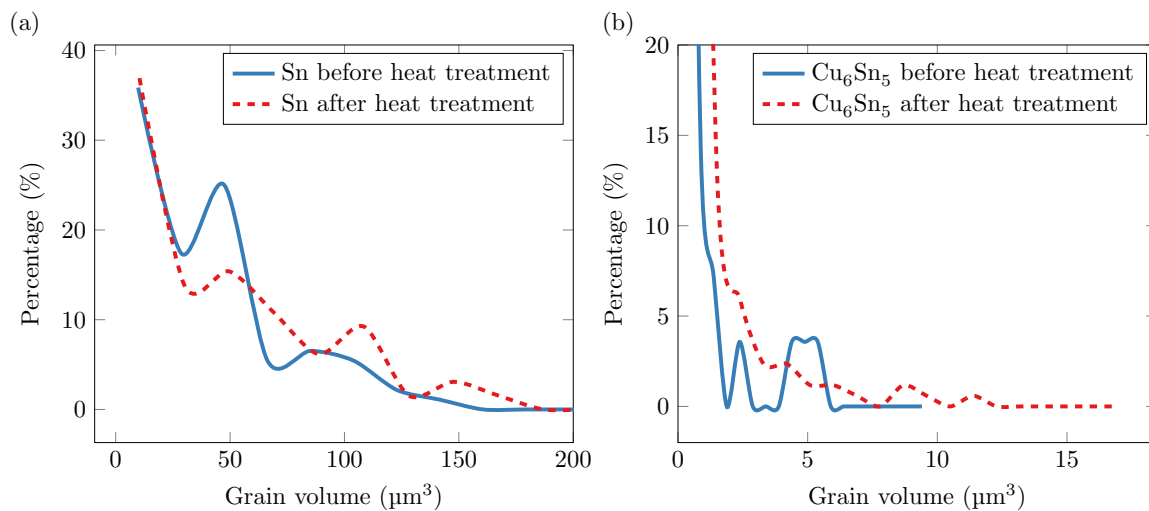 (a)
Percentage (%)
40
30
20
10
0
Sn before heat treatment
Sn after heat treatment
0 50 100 150 200
Grain volume (µm³)
(b)
Percentage (%)
20
15
10
5
0
Cu₆Sn₅ before heat treatment
Cu₆Sn₅ after heat treatment
0 5 10 15
Grain volume (µm³)